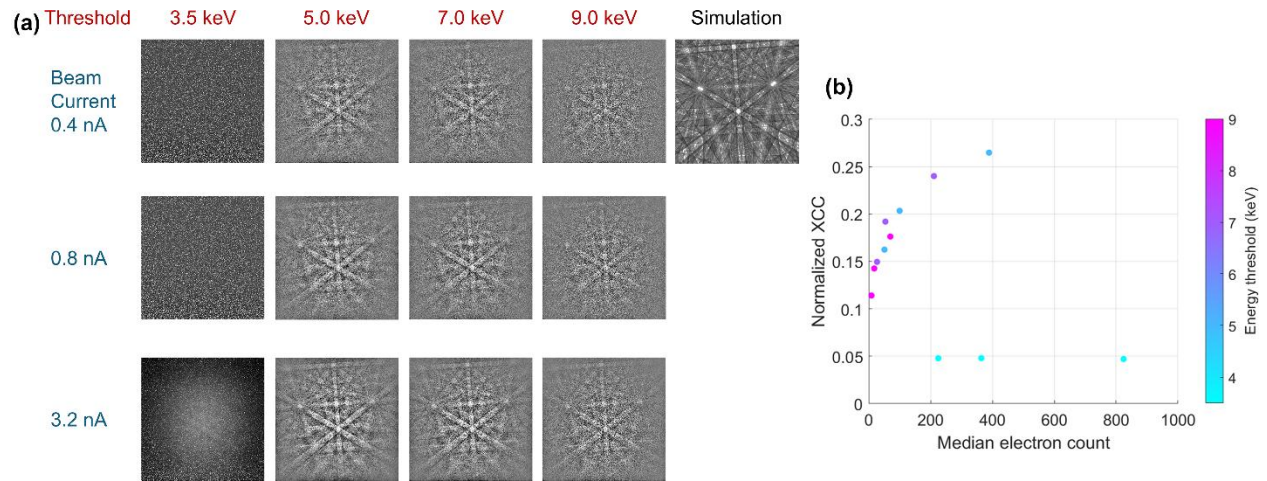 (a)
Threshold 3.5 keV 5.0 keV 7.0 keV 9.0 keV Simulation
Beam
Current
0.4 nA
0.8 nA
3.2 nA
(b)
0.3
0.25
0.2
0.15
0.1
0.05
0
Normalized XCC
0 200 400 600 800 1000
Median electron count
9
8
7
6
5
4
Energy threshold (keV)